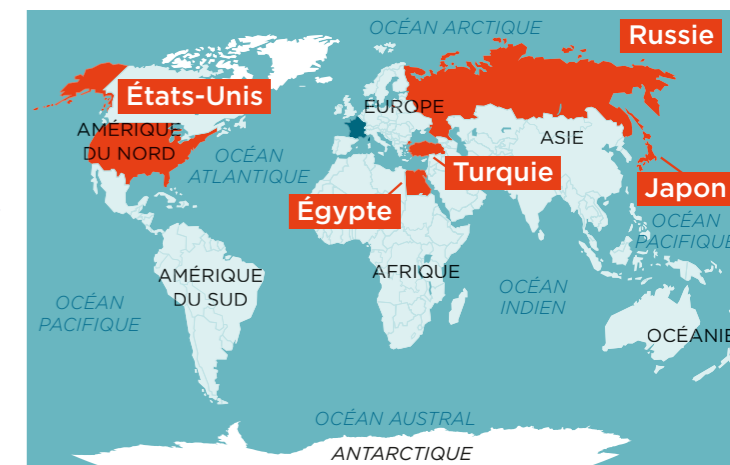 OCÉAN ARCTIQUE
Russie
États-Unis
EUROPE
AMÉRIQUE
DU NORD
ASIE
OCÉAN
ATLANTIQUE
Turquie
Japon
Égypte
OCÉAN
PACIFIQUE
AMÉRIQUE
DU SUD
AFRIQUE
OCÉAN
INDIEN
OCÉAN
PACIFIQUE
OCÉANIE
OCÉAN AUSTRAL
ANTARCTIQUE